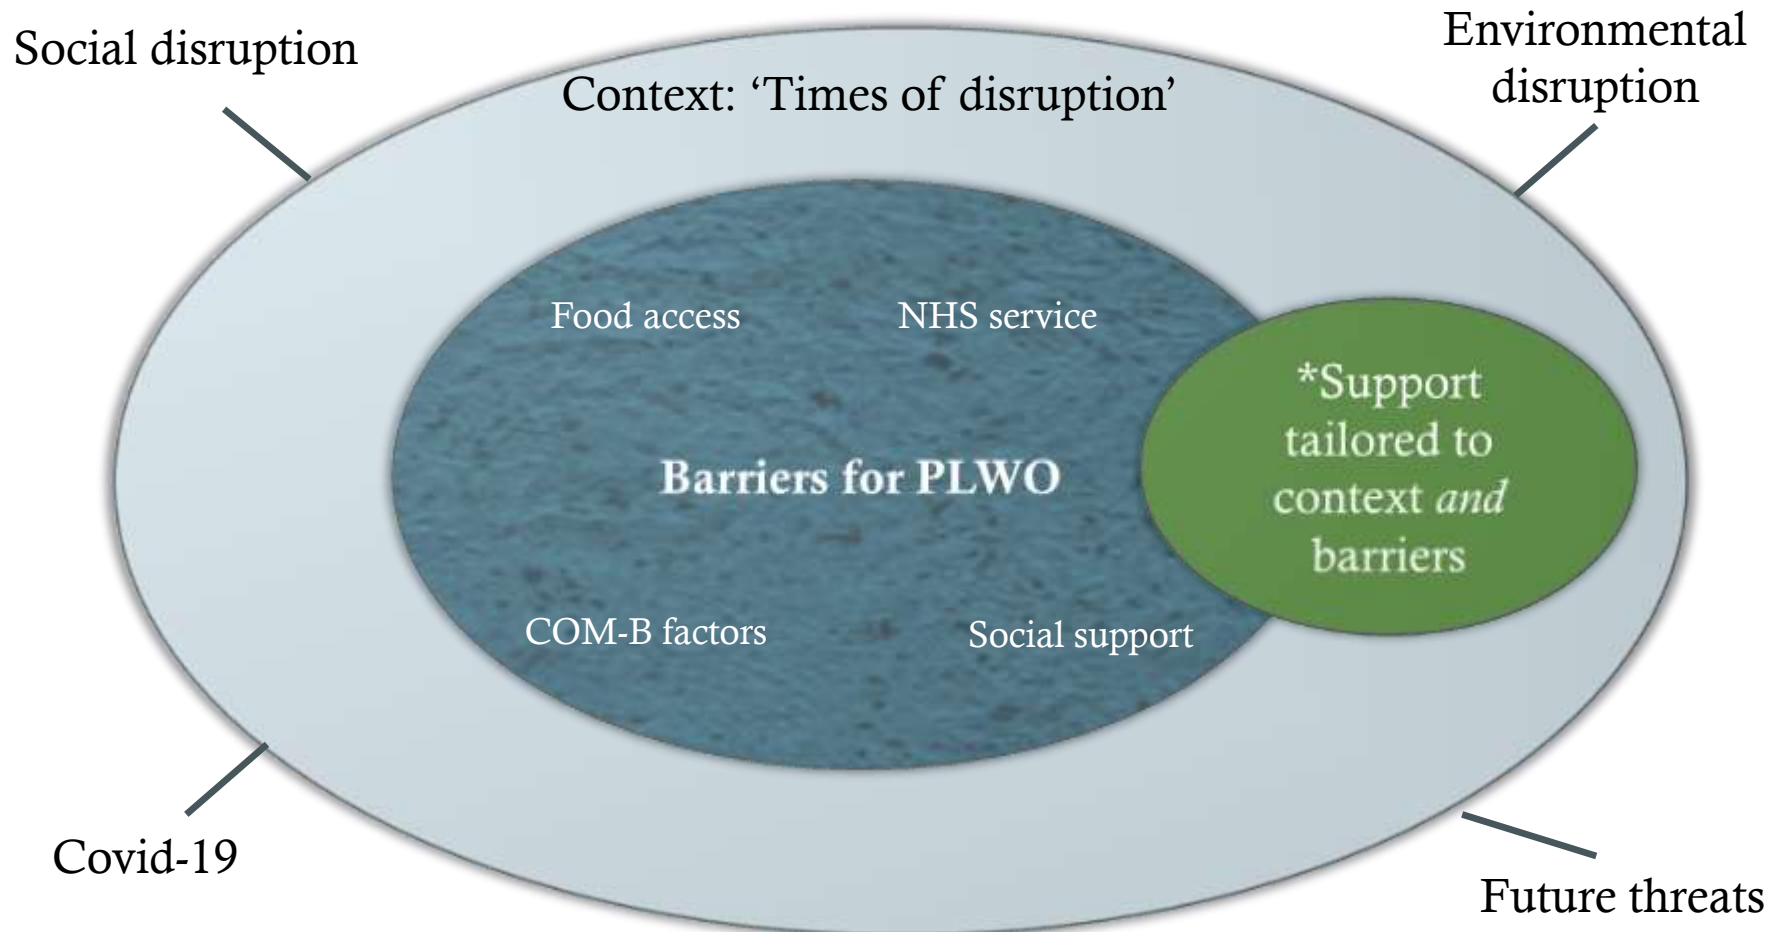 Social disruption
Environmental
disruption
Context: ‘Times of disruption’
Food access
NHS service
Barriers for PLWO
*Support
tailored to
context and
barriers
COM-B factors
Social support
Covid-19
Future threats